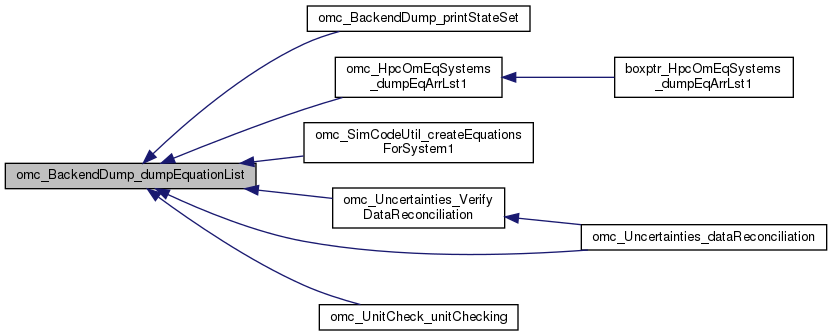 omc_BackendDump_printStateSet
omc_HpcOmEqSystems
_dumpEqArrLst1
boxptr_HpcOmEqSystems
_dumpEqArrLst1
omc_SimCodeUtil_createEquations
ForSystem1
omc_BackendDump_dumpEquationList
omc_Uncertainties_Verify
DataReconciliation
omc_Uncertainties_dataReconciliation
omc_UnitCheck_unitChecking